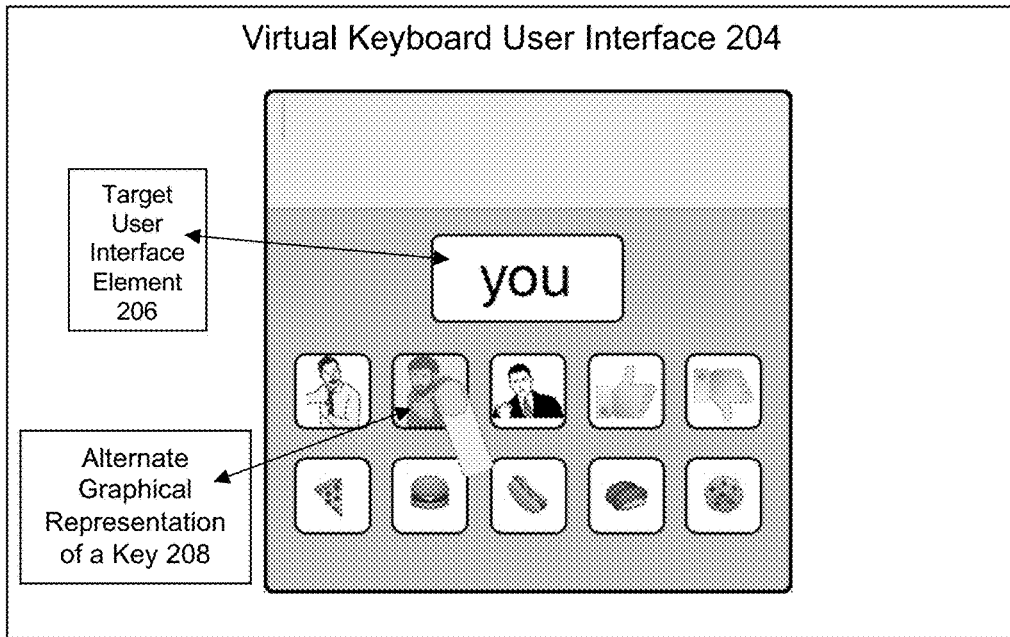 Virtual Keyboard User Interface 204
Target
User
Interface
Element
206
you
Alternate
Graphical
Representation
of a Key 208